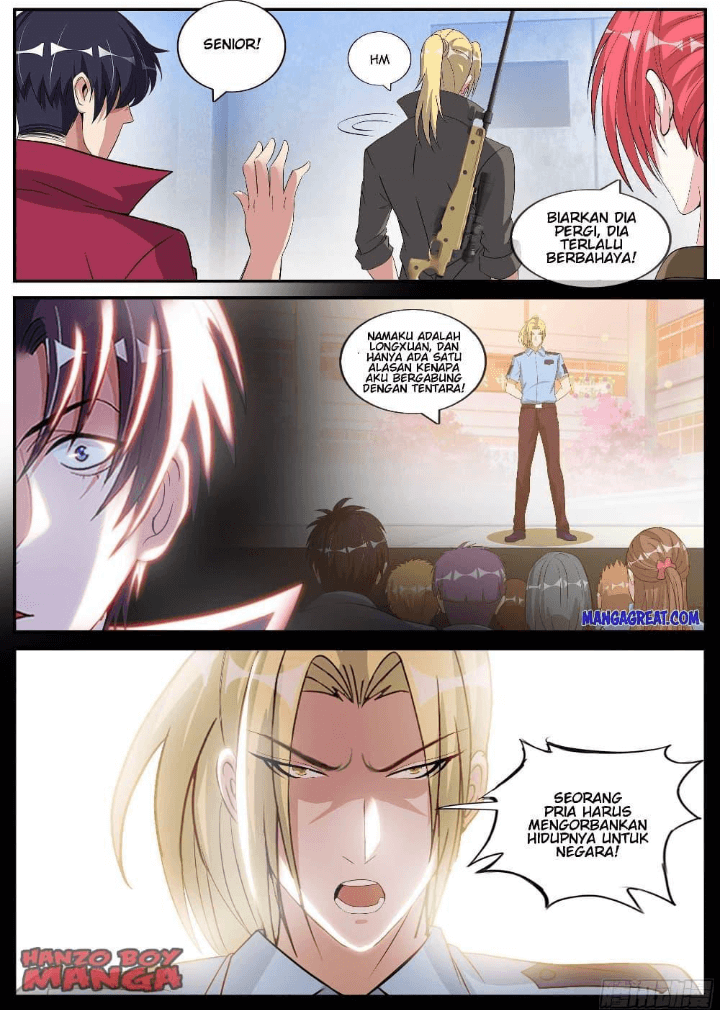 SENIOR!
HM
BIARKAN DIA
PERGI, DIA
TERLALU
BERBAHAYA!
NAMAKU ADALAH
LONGXUAN, DAN
HANYA ADA SATU
ALASAN KENAPA
AKU BERGABUNG
DENGAN TENTARA!
MANGAGREAT.COM
SEORANG
PRIA HARUS
MENGORBANKAN
HIDUPNYA UNTUK
NEGARA!
HANZO BOY
MANGA